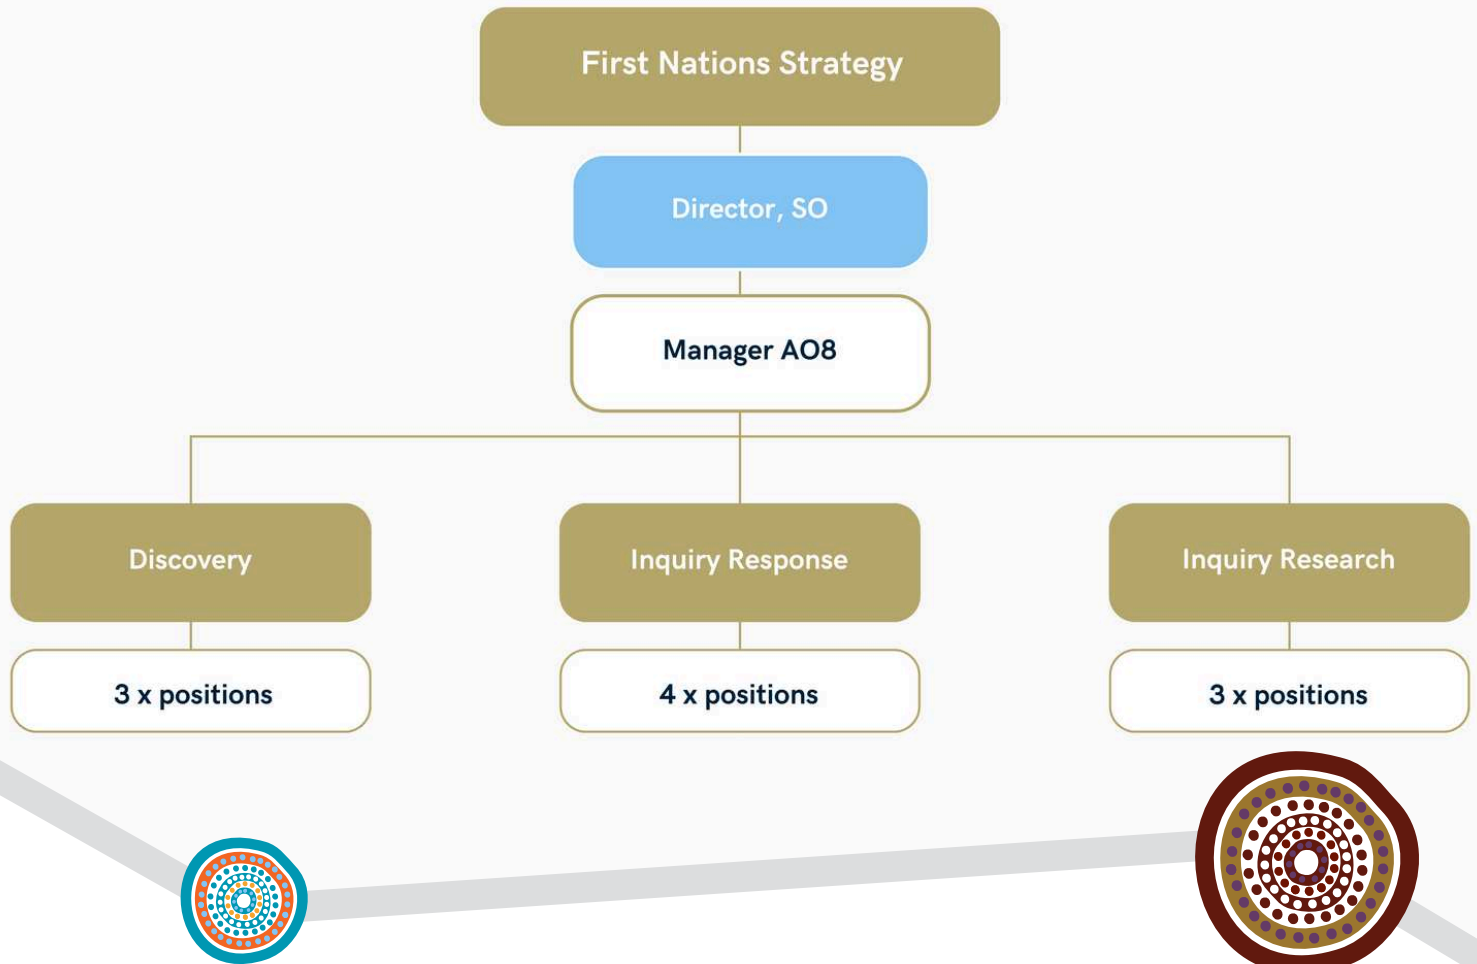 First Nations Strategy
Director, SO
Manager AO8
Discovery
Inquiry Response
Inquiry Research
3 x positions
4 x positions
3 x positions